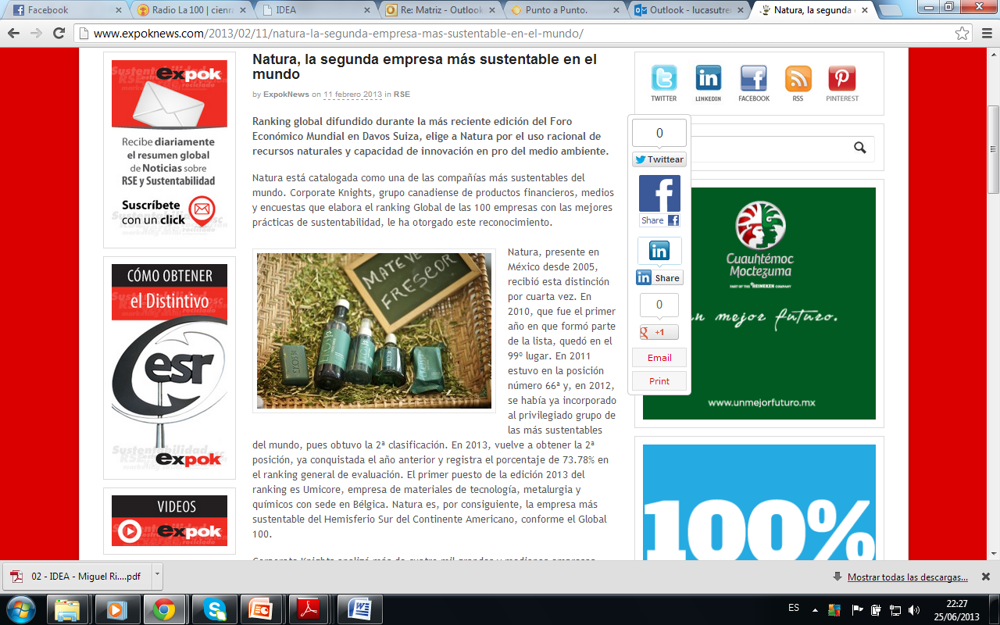 Facebook
Radio La 100 | cienra
IDEA
Re: Matriz - Outlook
Punto a Punto.
Outlook - lucasutre
Natura, la segunda
www.expoknews.com/2013/02/11/natura-la-segunda-empresa-mas-sustentable-en-el-mundo/
expok
Recibe diariamente
el resumen global
de Noticias sobre
RSE y Sustentabilidad
Suscríbete
con un click
CÓMO OBTENER
el Distintivo
esr
expok
VIDEOS
expok
Natura, la segunda empresa más sustentable en el
mundo
by ExpokNews on 11 febrero 2013 in RSE
Ranking global difundido durante la más reciente edición del Foro
Económico Mundial en Davos Suiza, elige a Natura por el uso racional de
recursos naturales y capacidad de innovación en pro del medio ambiente.
Natura está catalogada como una de las compañías más sustentables del
mundo. Corporate Knights, grupo canadiense de productos financieros, medios
y encuestas que elabora el ranking Global de las 100 empresas con las mejores
prácticas de sustentabilidad, le ha otorgado este reconocimiento.
MATE VE
FRESCOR
Natura, presente en
México desde 2005,
recibió esta distinción
por cuarta vez. En
2010, que fue el primer
año en que formó parte
de la lista, quedó en el
99º lugar. En 2011
estuvo en la posición
número 66ª y, en 2012,
se había ya incorporado
al privilegiado grupo de
las más sustentables
del mundo, pues obtuvo la 2ª clasificación. En 2013, vuelve a obtener la 2ª
posición, ya conquistada el año anterior y registra el porcentaje de 73.78% en
el ranking general de evaluación. El primer puesto de la edición 2013 del
ranking es Umicore, empresa de materiales de tecnología, metalurgia y
químicos con sede en Bélgica. Natura es, por consiguiente, la empresa más
sustentable del Hemisferio Sur del Continente Americano, conforme el Global
100.
Corporate Knights analizó más de cuatro mil grandes y medianas empresas
TWITTER
LINKEDIN
FACEBOOK
RSS
PINTEREST
0
Twittear
Share
Share
0
+1
Email
Print
Cuauhtémoc
Moctezuma
PART OF THE HEINEKEN COMPANY
un mejor futuro.
www.unmejorfuturo.mx
100%
02 - IDEA - Miguel Ri....pdf
Mostrar todas las descargas...
ES
22:27
25/06/2013